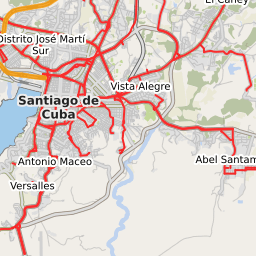 El Caney
Distrito José Martí
Sur
Vista Alegre
Santiago de
Cuba
Antonio Maceo
Abel Santam
Versalles